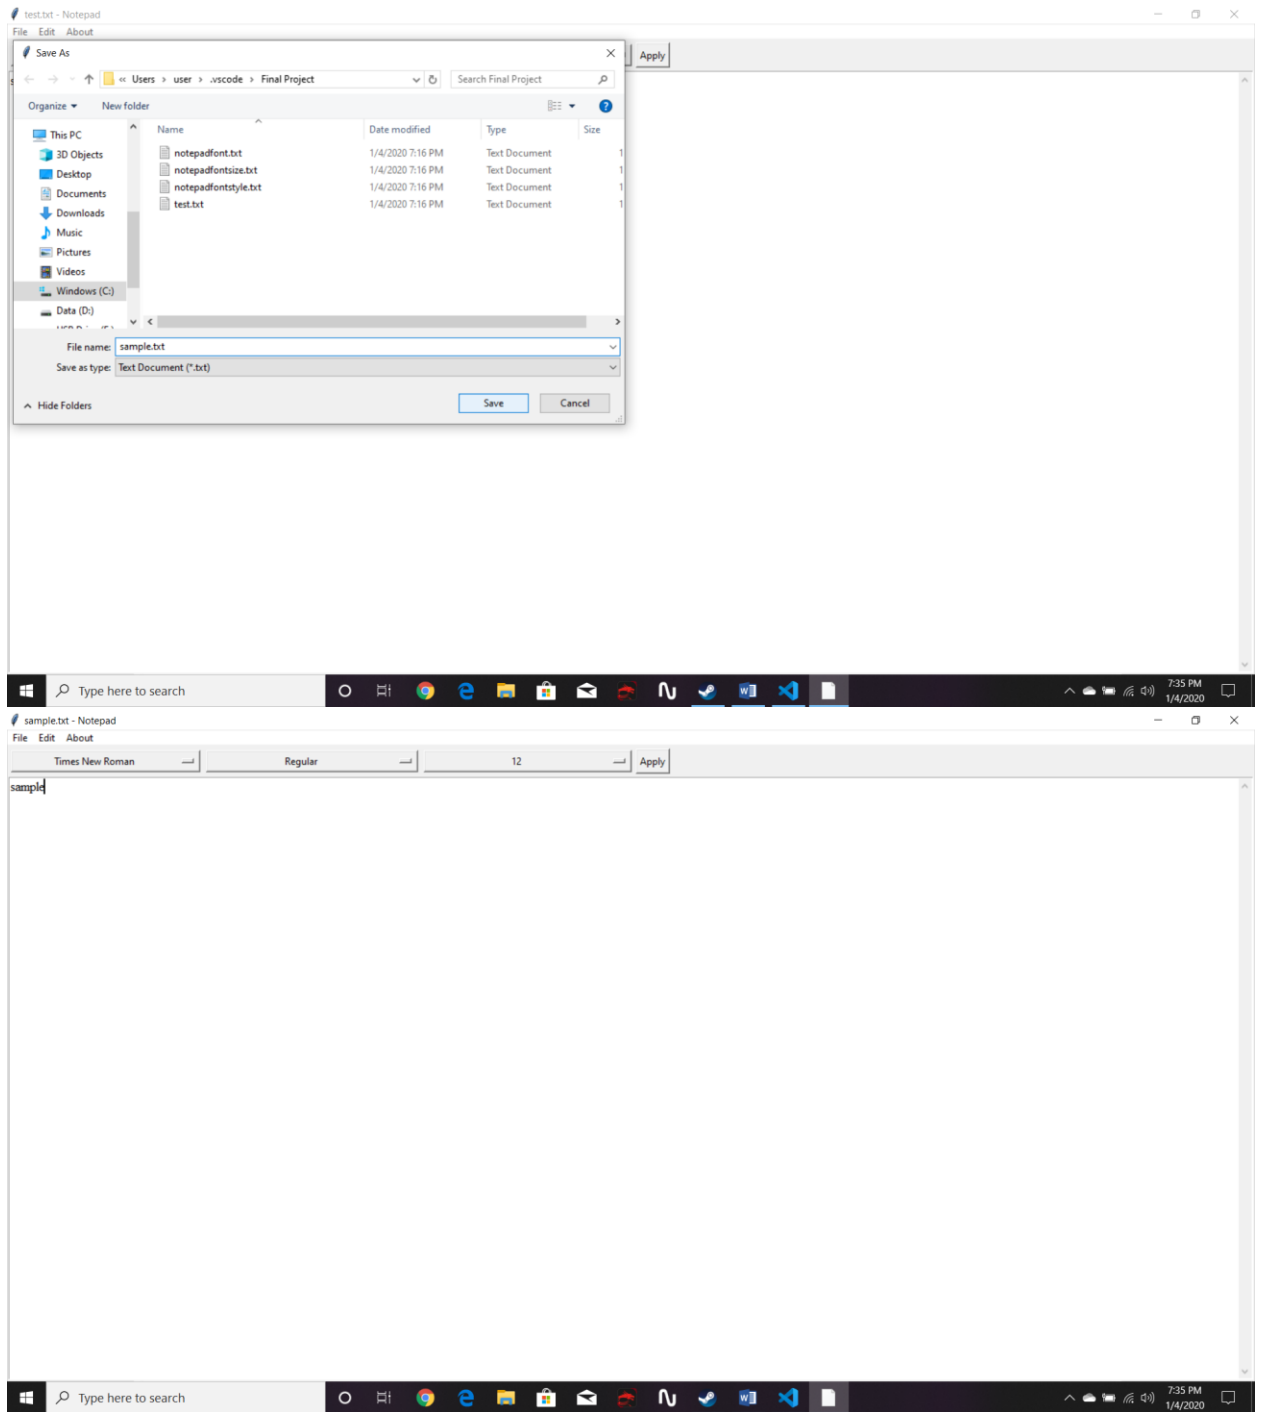 test.txt - Notepad
File Edit About
Save As
Apply
« Users › user › .vscode › Final Project
Search Final Project
Organize New folder
This PC
3D Objects
Desktop
Documents
Downloads
Music
Pictures
Videos
Windows (C:)
Data (D:)
Name Date modified Type Size
notepadfont.txt 1/4/2020 7:16 PM Text Document 1
notepadfontsize.txt 1/4/2020 7:16 PM Text Document 1
notepadfontstyle.txt 1/4/2020 7:16 PM Text Document 1
test.txt 1/4/2020 7:16 PM Text Document 1
File name: sample.txt
Save as type: Text Document (*.txt)
Hide Folders
Save Cancel
Type here to search
7:35 PM
1/4/2020
sample.txt - Notepad
File Edit About
Times New Roman Regular 12 Apply
sample
Type here to search
7:35 PM
1/4/2020